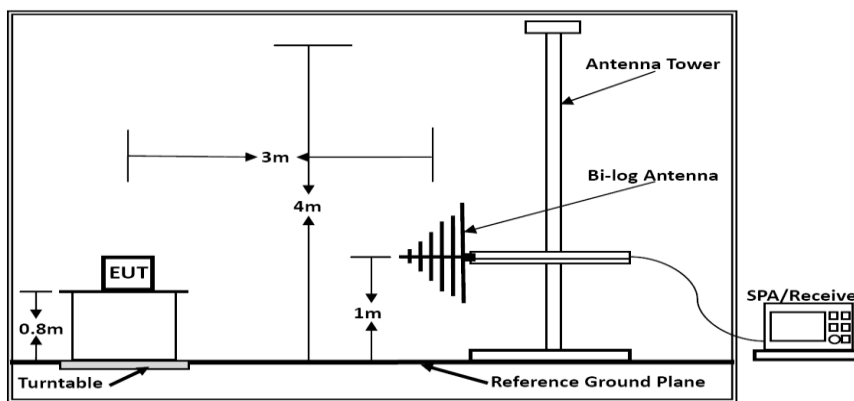 Antenna Tower
3m
Bi-log Antenna
4m
EUT
SPA/Receive
0.8m
1m
Turntable
Reference Ground Plane